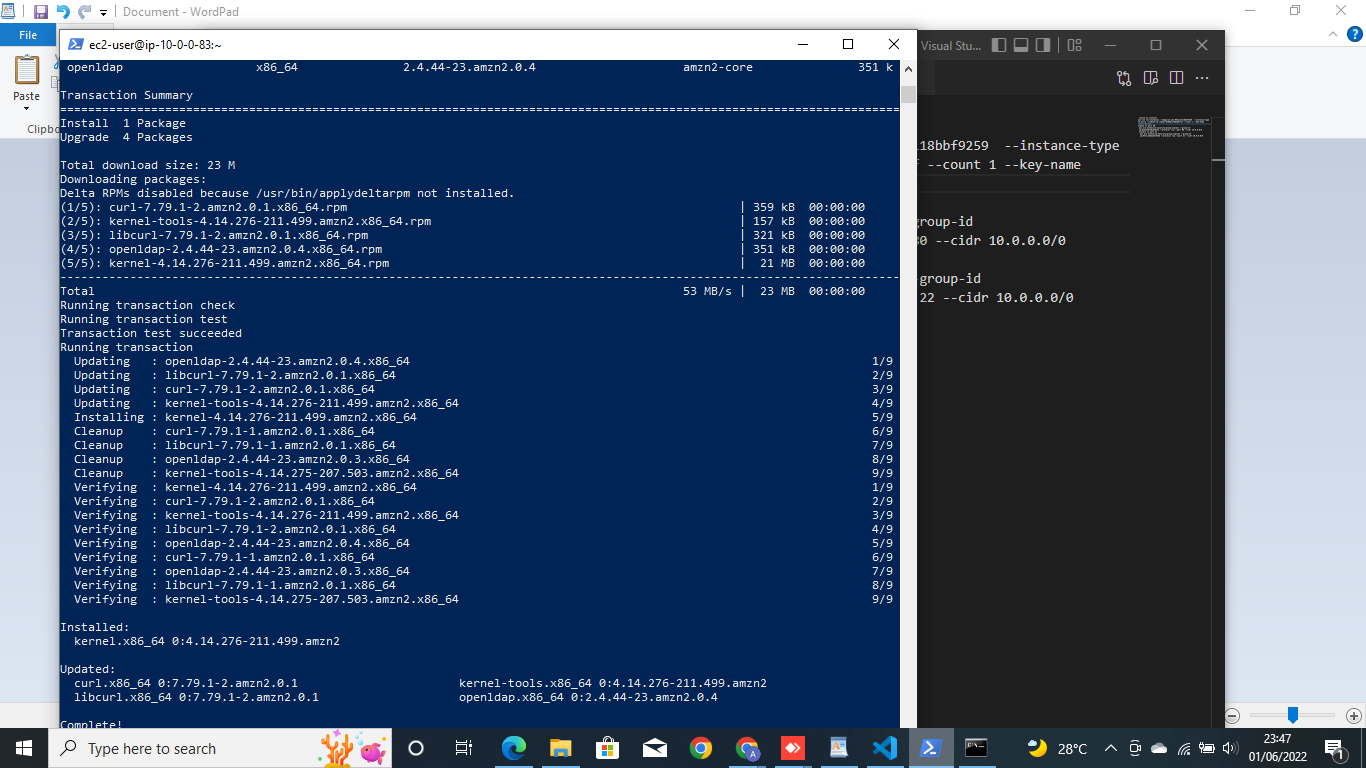 Document - WordPad
File
Paste
Clipb
ec2-user@ip-10-0-0-83:~
openldap x86_64 2.4.44-23.amzn2.0.4 amzn2-core 351 k
Transaction Summary
================================================================================
Install 1 Package
Upgrade 4 Packages
Total download size: 23 M
Downloading packages:
Delta RPMs disabled because /usr/bin/applydeltarpm not installed.
(1/5): curl-7.79.1-2.amzn2.0.1.x86_64.rpm | 359 kB 00:00:00
(2/5): kernel-tools-4.14.276-211.499.amzn2.x86_64.rpm | 157 kB 00:00:00
(3/5): libcurl-7.79.1-2.amzn2.0.1.x86_64.rpm | 321 kB 00:00:00
(4/5): openldap-2.4.44-23.amzn2.0.4.x86_64.rpm | 351 kB 00:00:00
(5/5): kernel-4.14.276-211.499.amzn2.x86_64.rpm | 21 MB 00:00:00
--------------------------------------------------------------------------------
Total 53 MB/s | 23 MB 00:00:00
Running transaction check
Running transaction test
Transaction test succeeded
Running transaction
Updating : openldap-2.4.44-23.amzn2.0.4.x86_64 1/9
Updating : libcurl-7.79.1-2.amzn2.0.1.x86_64 2/9
Updating : curl-7.79.1-2.amzn2.0.1.x86_64 3/9
Updating : kernel-tools-4.14.276-211.499.amzn2.x86_64 4/9
Installing : kernel-4.14.276-211.499.amzn2.x86_64 5/9
Cleanup : curl-7.79.1-1.amzn2.0.1.x86_64 6/9
Cleanup : libcurl-7.79.1-1.amzn2.0.1.x86_64 7/9
Cleanup : openldap-2.4.44-23.amzn2.0.3.x86_64 8/9
Cleanup : kernel-tools-4.14.275-207.503.amzn2.x86_64 9/9
Verifying : kernel-4.14.276-211.499.amzn2.x86_64 1/9
Verifying : curl-7.79.1-2.amzn2.0.1.x86_64 2/9
Verifying : kernel-tools-4.14.276-211.499.amzn2.x86_64 3/9
Verifying : libcurl-7.79.1-2.amzn2.0.1.x86_64 4/9
Verifying : openldap-2.4.44-23.amzn2.0.4.x86_64 5/9
Verifying : curl-7.79.1-1.amzn2.0.1.x86_64 6/9
Verifying : openldap-2.4.44-23.amzn2.0.3.x86_64 7/9
Verifying : libcurl-7.79.1-1.amzn2.0.1.x86_64 8/9
Verifying : kernel-tools-4.14.275-207.503.amzn2.x86_64 9/9
Installed:
kernel.x86_64 0:4.14.276-211.499.amzn2
Updated:
curl.x86_64 0:7.79.1-2.amzn2.0.1 kernel-tools.x86_64 0:4.14.276-211.499.amzn2
libcurl.x86_64 0:7.79.1-2.amzn2.0.1 openldap.x86_64 0:2.4.44-23.amzn2.0.4
Complete!
Visual Stu...
18bbf9259 --instance-type
f --count 1 --key-name
group-id
80 --cidr 10.0.0.0/0
-group-id
22 --cidr 10.0.0.0/0
Type here to search
28°C
23:47
01/06/2022
1